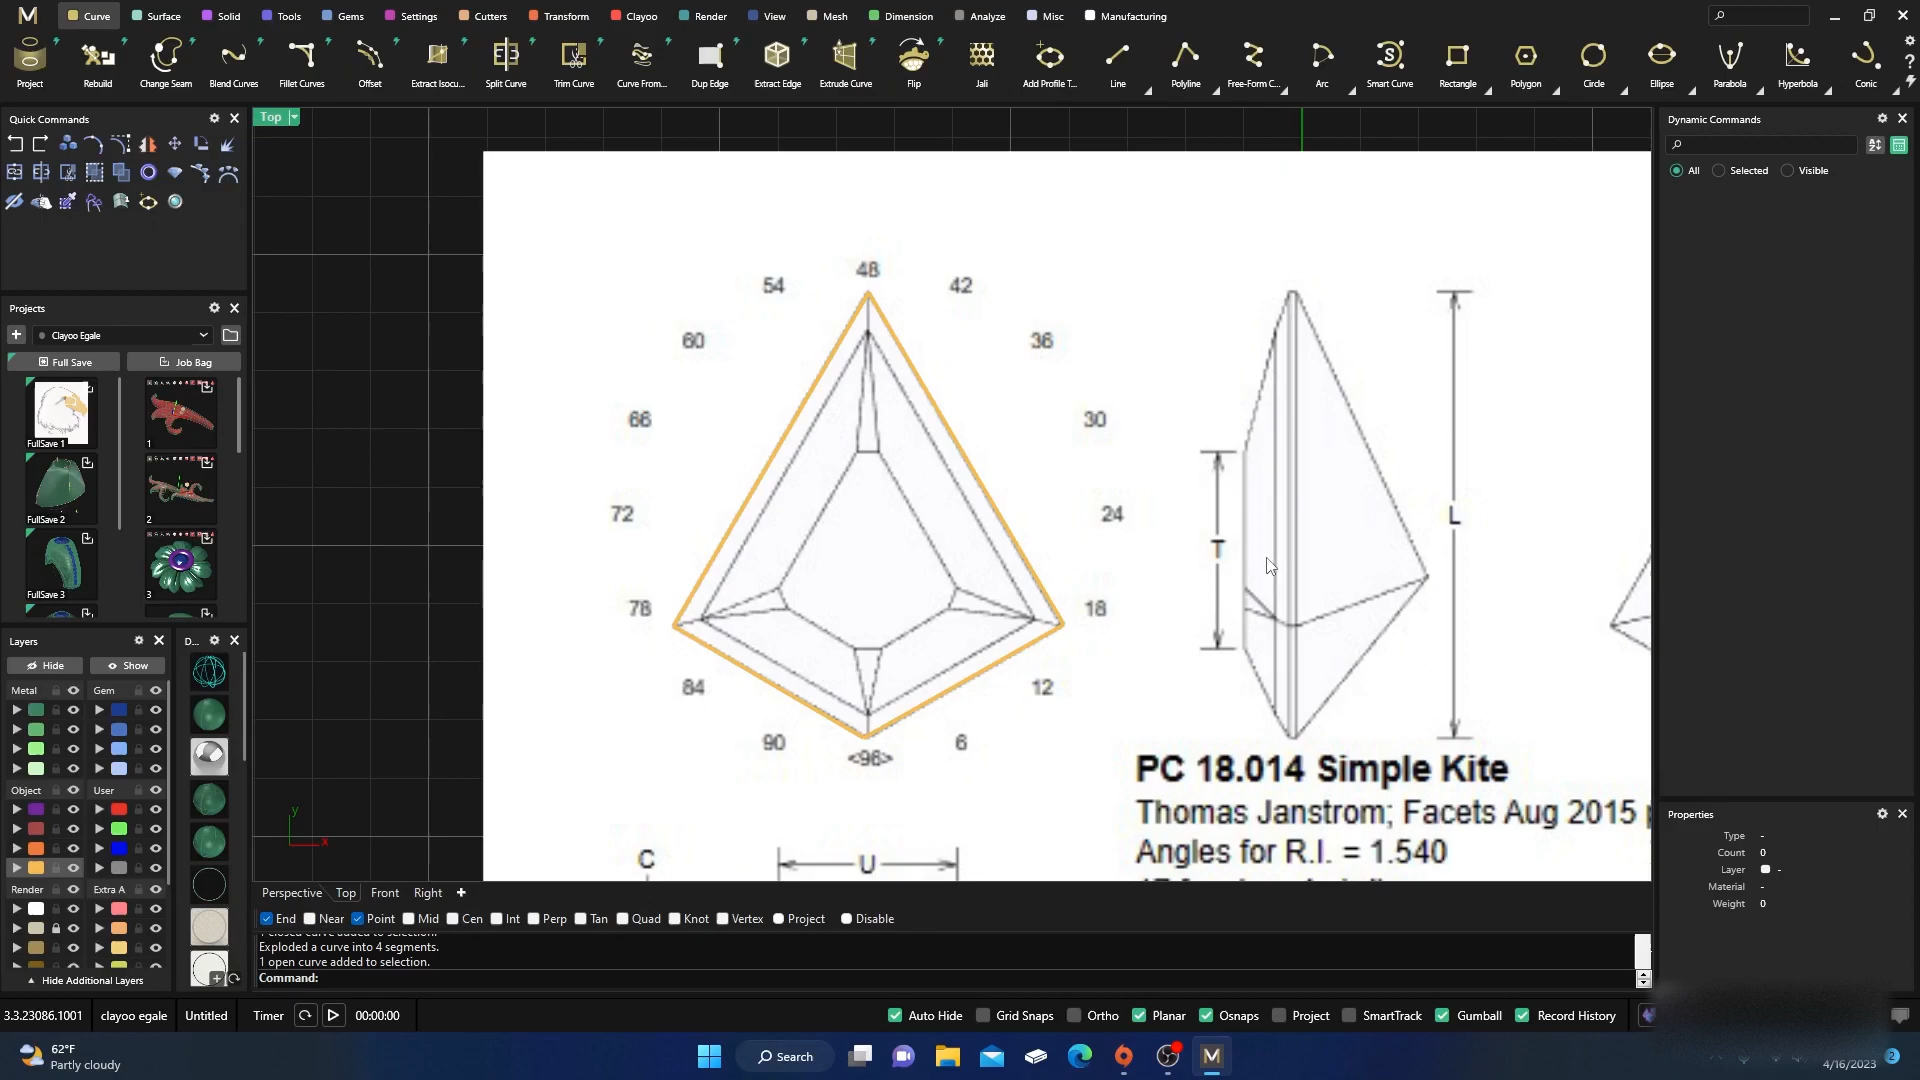 Curve Surface Solid Tools Gems Settings Cutters Transform Clayoo Render View Mesh Dimension Analyze Misc Manufacturing
Project Rebuild Change Seam Blend Curves Fillet Curves Offset Extract Isocu... Split Curve Trim Curve Curve From... Dup Edge Extract Edge Extrude Curve Flip Jali Add Profile T... Line Polyline Free-Form C... Arc Smart Curve Rectangle Polygon Circle Ellipse Parabola Hyperbola Conic
Quick Commands
Projects
Clayoo Egale
Full Save Job Bag
FullSave 1 1
FullSave 2 2
FullSave 3 3
Layers D...
Hide Show
Metal Gem
Object User
Render Extra A
Hide Additional Layers
Top
48
54 42
60 36
66 30
72 24
78 18
84 12
90 6
<96>
T
L
C
U
PC 18.014 Simple Kite
Thomas Janstrom; Facets Aug 2015
Angles for R.I. = 1.540
y
x
Perspective Top Front Right
End Near Point Mid Cen Int Perp Tan Quad Knot Vertex Project Disable
1 closed curve added to selection.
Exploded a curve into 4 segments.
1 open curve added to selection.
Command:
Dynamic Commands
All Selected Visible
Properties
Type -
Count 0
Layer -
Material -
Weight 0
3.3.23086.1001 clayoo egale Untitled Timer 00:00:00 Auto Hide Grid Snaps Ortho Planar Osnaps Project SmartTrack Gumball Record History
62°F
Partly cloudy
Search
4/16/2023
2